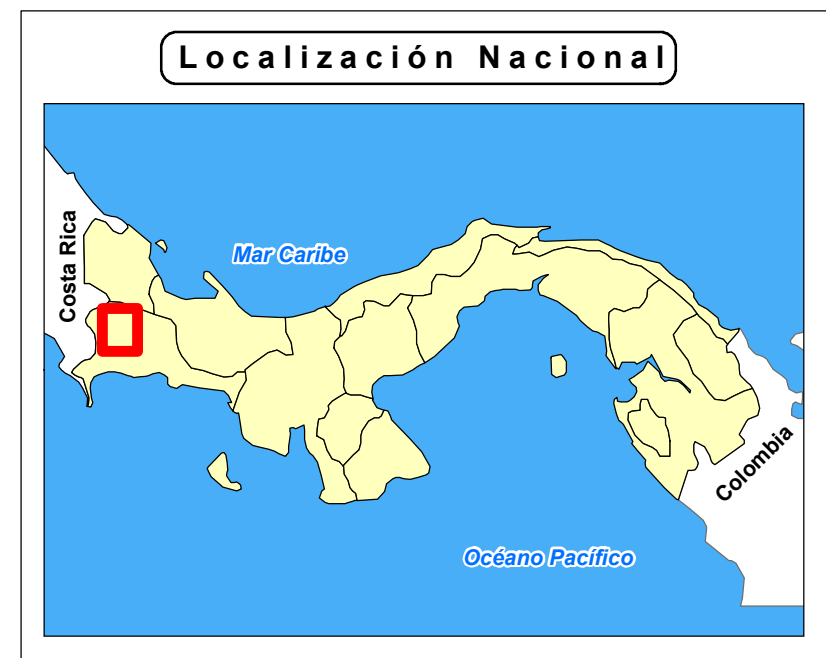 Localización Nacional
Costa Rica
Mar Caribe
Colombia
Océano Pacífico